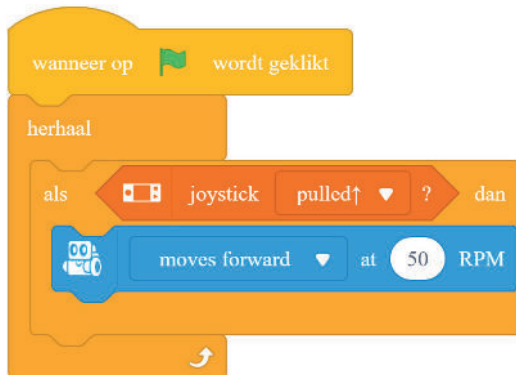 wanneer op wordt geklikt
herhaal
als joystick pulled↑ ? dan
moves forward at 50 RPM